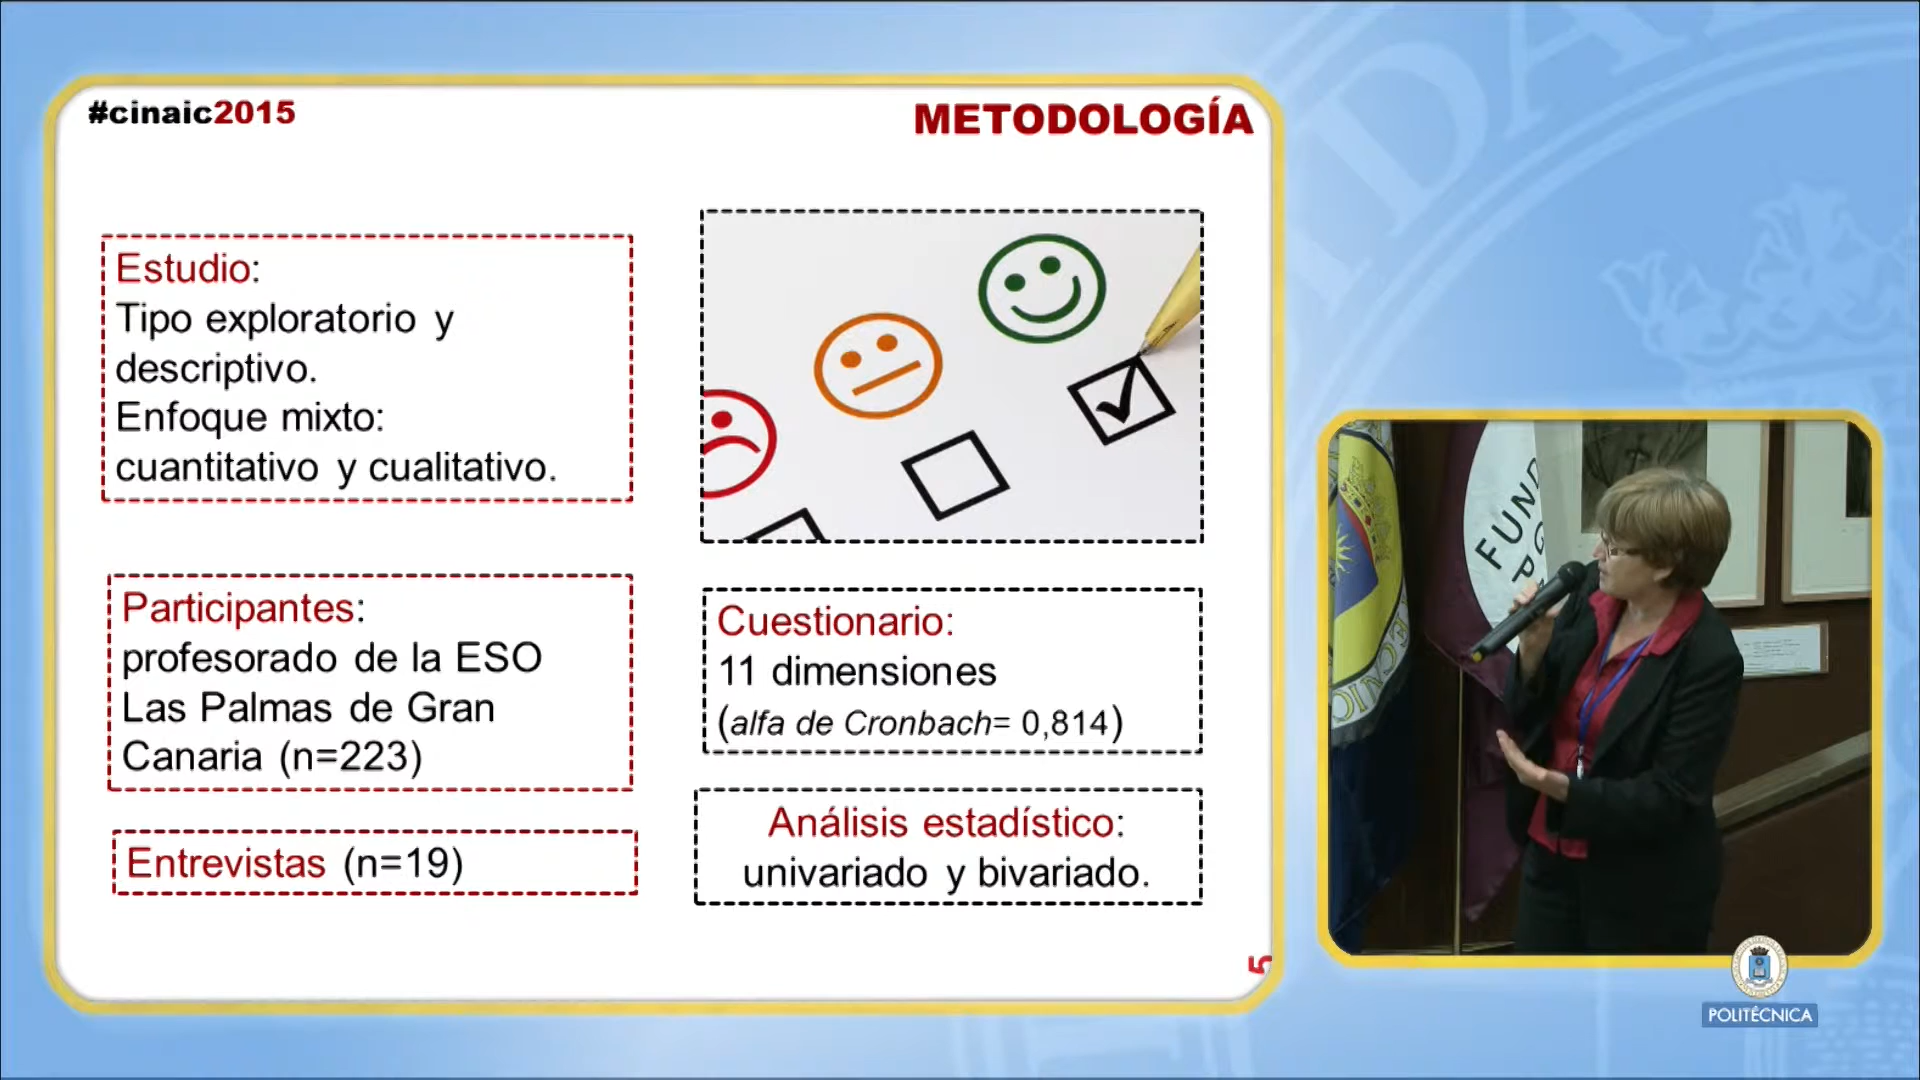 #cinaic2015
METODOLOGÍA
Estudio:
Tipo exploratorio y
descriptivo.
Enfoque mixto:
cuantitativo y cualitativo.
Participantes:
profesorado de la ESO
Las Palmas de Gran
Canaria (n=223)
Entrevistas (n=19)
Cuestionario:
11 dimensiones
(alfa de Cronbach= 0,814)
Análisis estadístico:
univariado y bivariado.
5
FUND
POLITÉCNICA